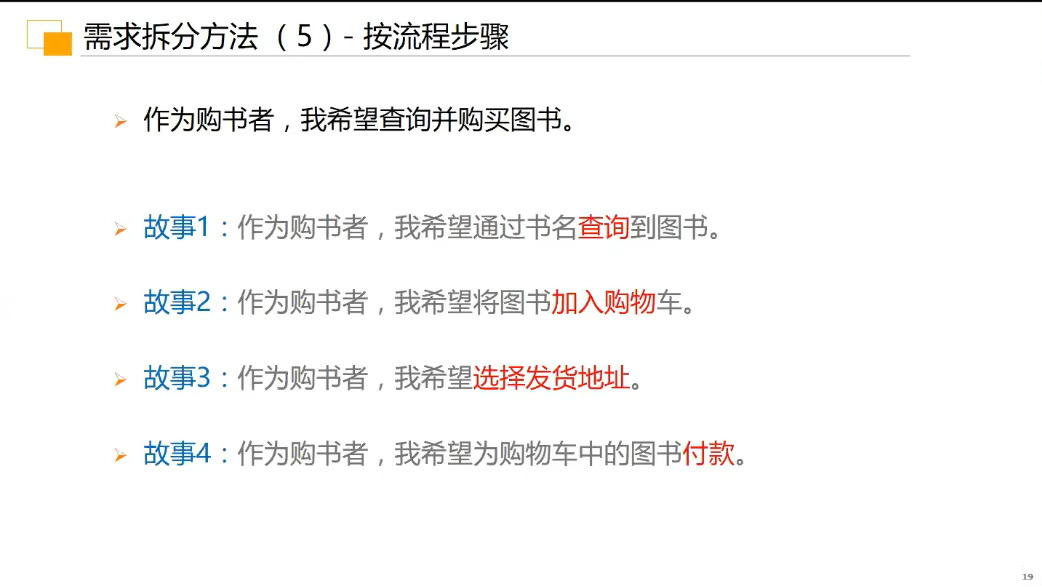 需求拆分方法（5）- 按流程步骤
作为购书者，我希望查询并购买图书。
故事1：作为购书者，我希望通过书名查询到图书。
故事2：作为购书者，我希望将图书加入购物车。
故事3：作为购书者，我希望选择发货地址。
故事4：作为购书者，我希望为购物车中的图书付款。
19